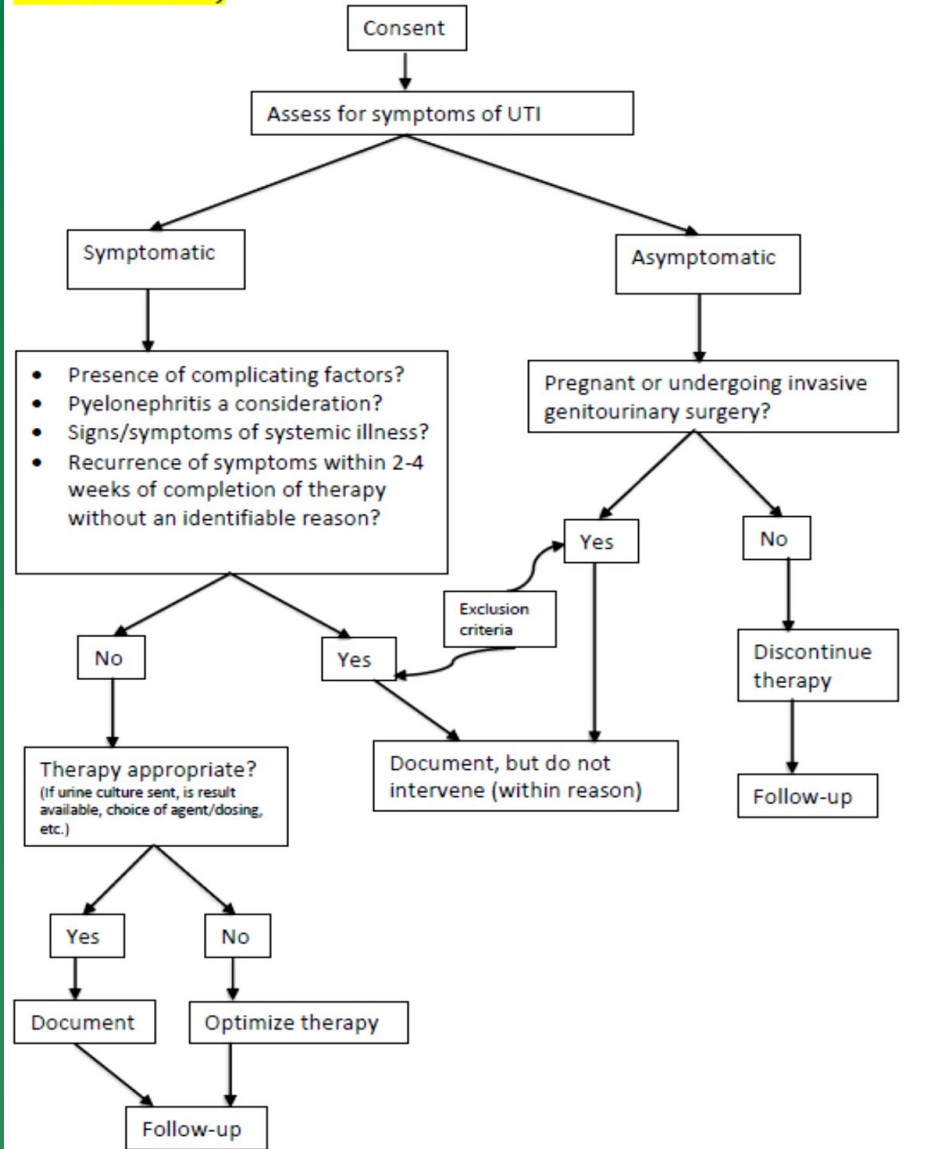 Consent
Assess for symptoms of UTI
Symptomatic
Asymptomatic
• Presence of complicating factors?
• Pyelonephritis a consideration?
• Signs/symptoms of systemic illness?
• Recurrence of symptoms within 2-4
weeks of completion of therapy
without an identifiable reason?
Pregnant or undergoing invasive
genitourinary surgery?
Yes
No
Exclusion
criteria
No
Yes
Discontinue
therapy
Therapy appropriate?
(If urine culture sent, is result
available, choice of agent/dosing,
etc.)
Document, but do not
intervene (within reason)
Follow-up
Yes
No
Document
Optimize therapy
Follow-up